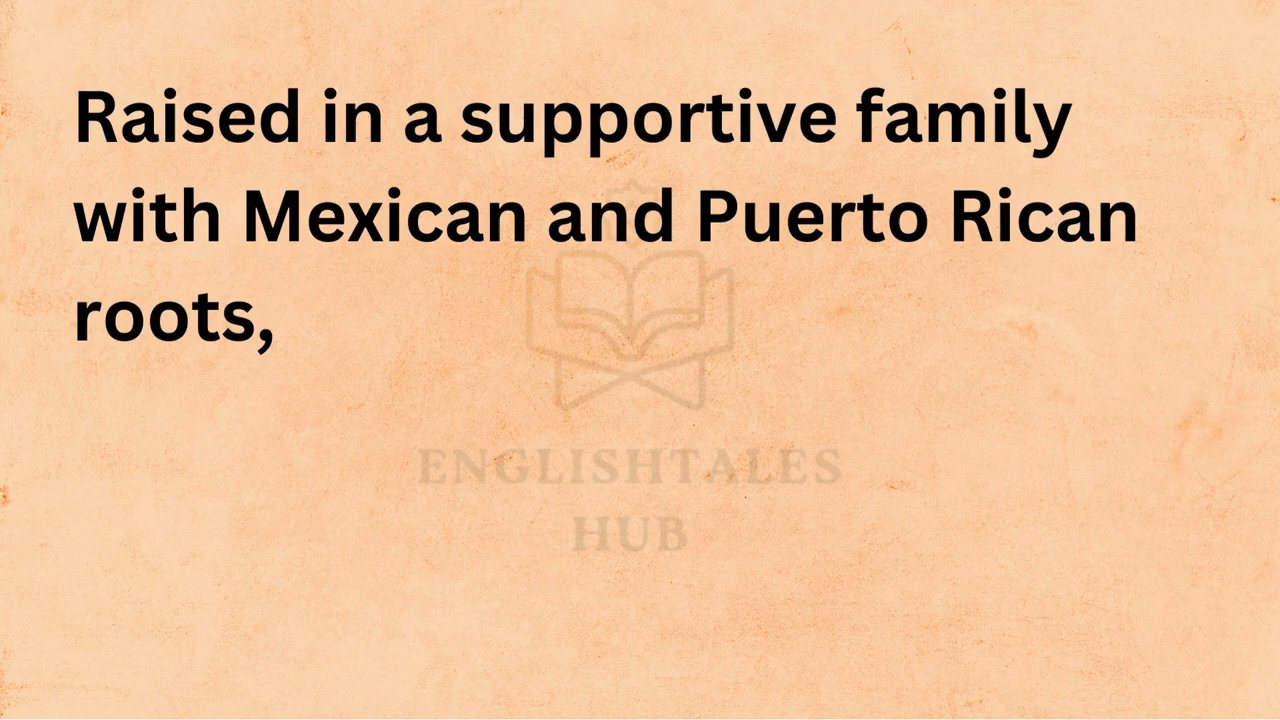 Raised in a supportive family
with Mexican and Puerto Rican
roots,
ENGLISHTALES
HUB